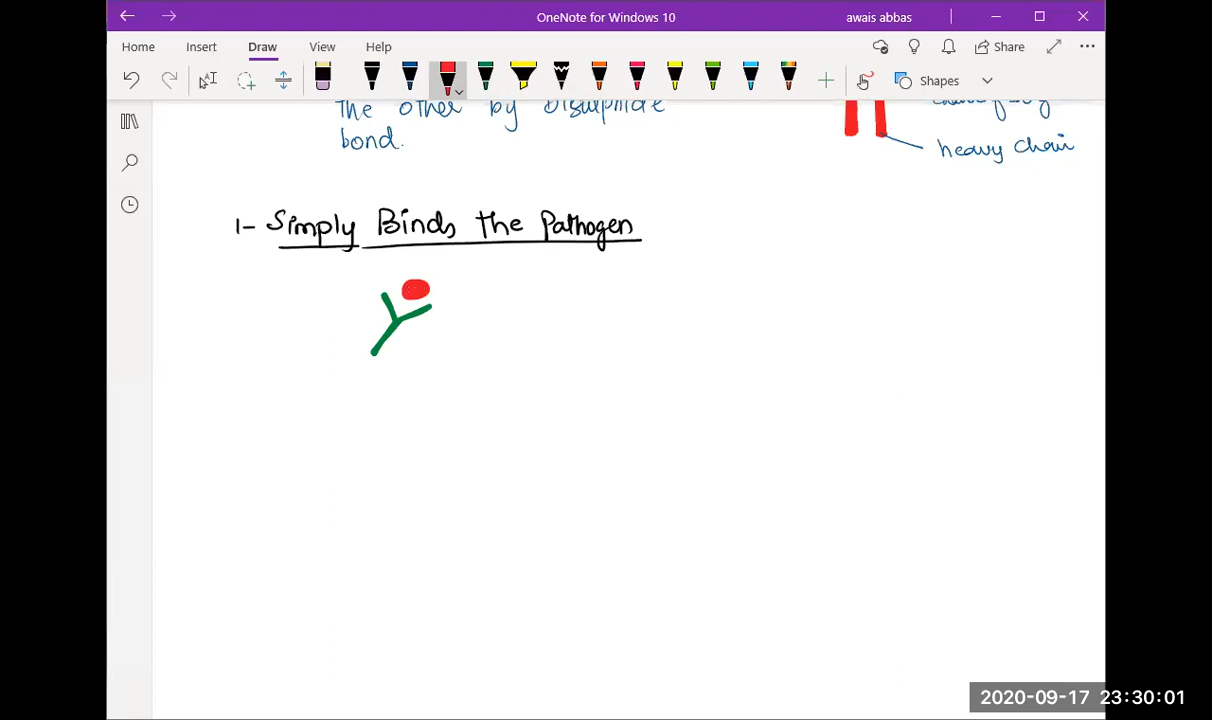 OneNote for Windows 10
awais abbas
Home Insert Draw View Help
Share
Shapes
the other by Disulphide
bond.
heavy chain
1- Simply Binds the Pathogen
2020-09-17 23:30:01